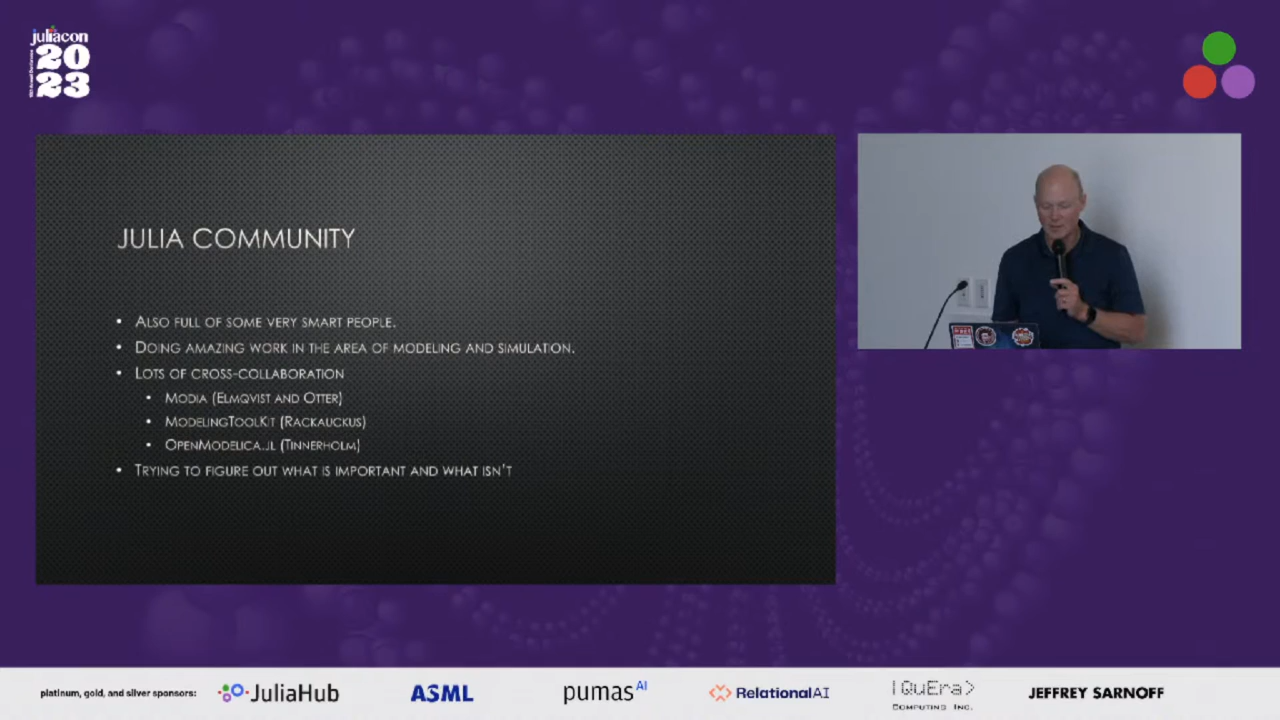 juliacon
20
23
JULIA COMMUNITY
• ALSO FULL OF SOME VERY SMART PEOPLE.
• DOING AMAZING WORK IN THE AREA OF MODELING AND SIMULATION.
• LOTS OF CROSS-COLLABORATION
• MODIA (ELMQVIST AND OTTER)
• MODELINGTOOLKIT (RACKAUCKUS)
• OPENMODELICA.JL (TINNERHOLM)
• TRYING TO FIGURE OUT WHAT IS IMPORTANT AND WHAT ISN'T
platinum, gold, and silver sponsors:
JuliaHub
ASML
pumas AI
RelationalAI
|QuEra>
COMPUTING INC.
JEFFREY SARNOFF